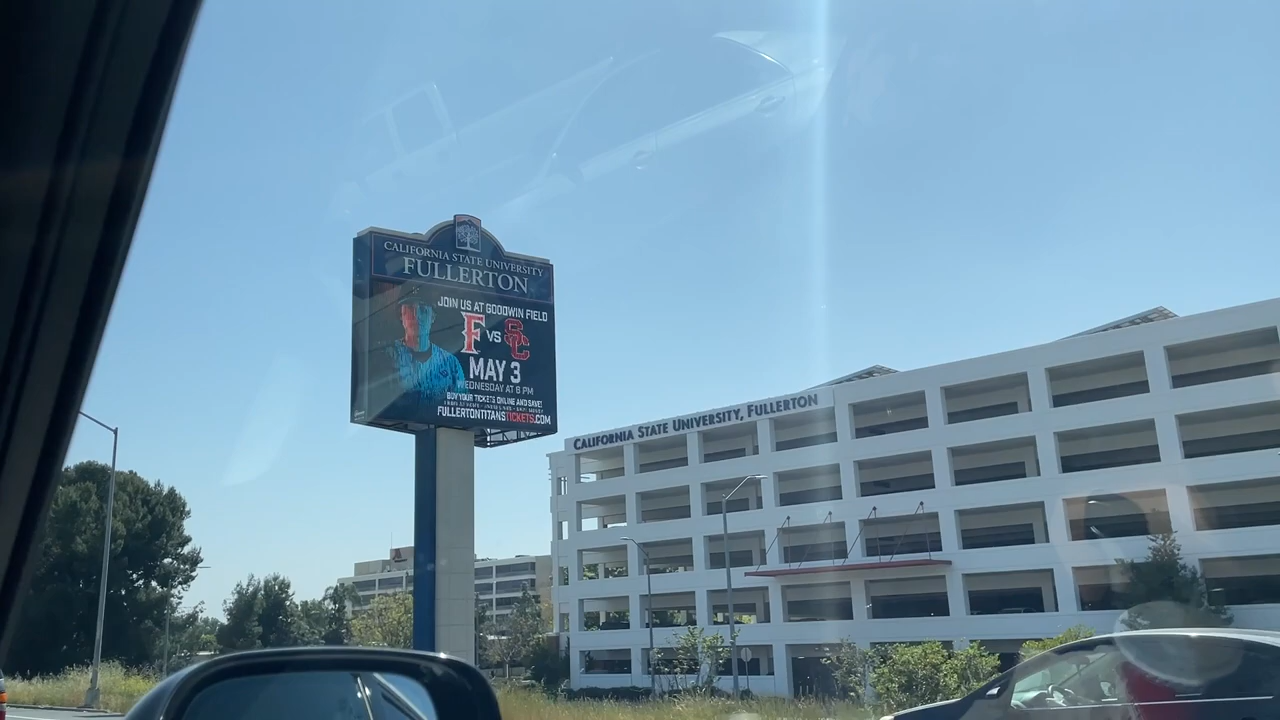 CALIFORNIA STATE UNIVERSITY
FULLERTON
JOIN US AT GOODWIN FIELD
F VS SC
MAY 3
WEDNESDAY AT 6 PM
BUY YOUR TICKETS ONLINE AND SAVE!
FULLERTONTITANSTICKETS.COM
CALIFORNIA STATE UNIVERSITY, FULLERTON